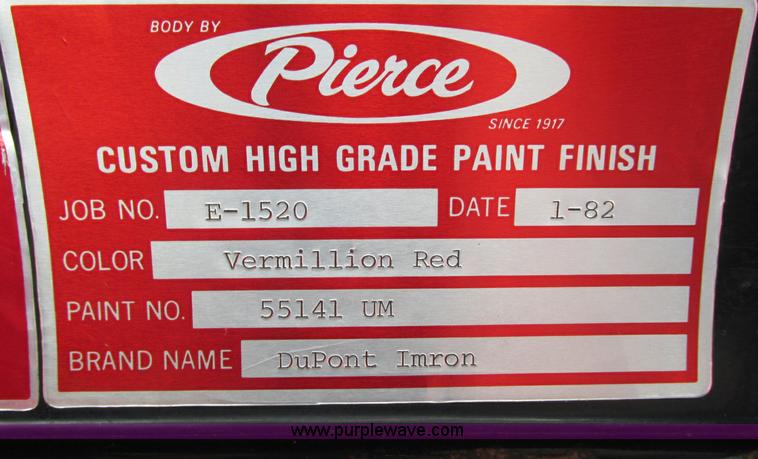 BODY BY
Pierce
SINCE 1917
CUSTOM HIGH GRADE PAINT FINISH
JOB NO. E-1520 DATE 1-82
COLOR Vermillion Red
PAINT NO. 55141 UM
BRAND NAME DuPont Imron
www.purplewave.com